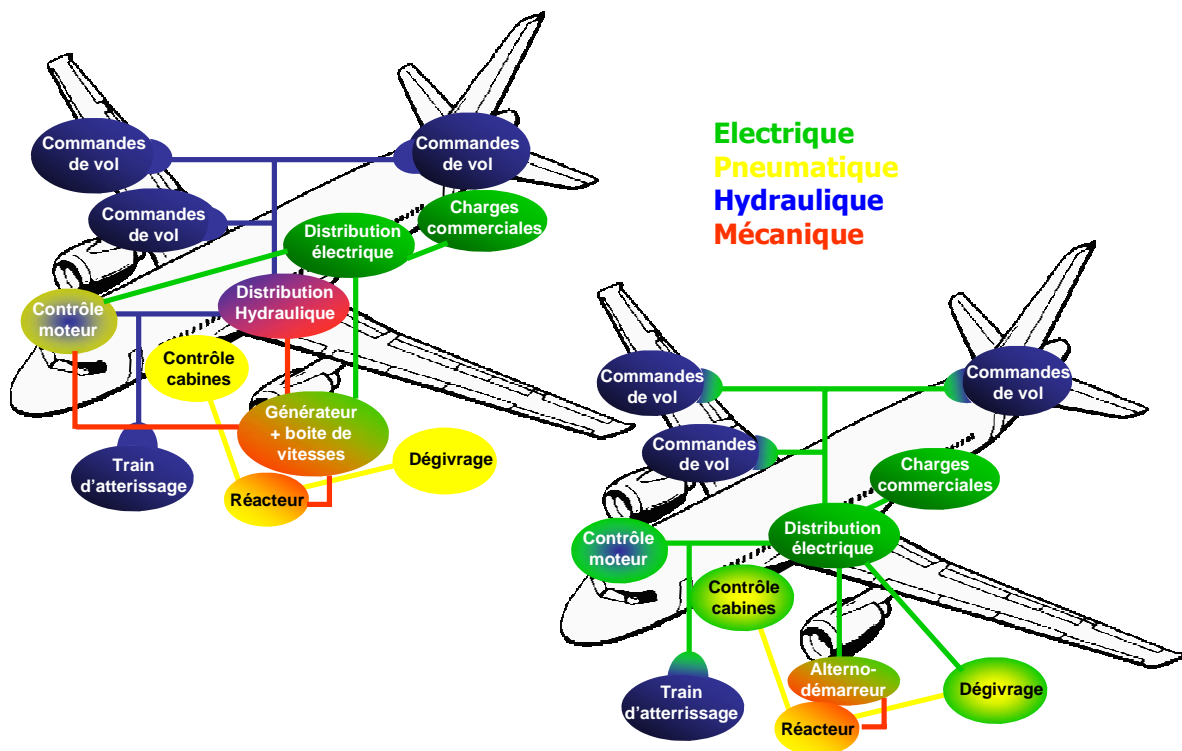 Commandes
de vol
Commandes
de vol
Commandes
de vol
Charges
commerciales
Distribution
électrique
Distribution
Hydraulique
Contrôle
moteur
Contrôle
cabines
Générateur
+ boite de
vitesses
Dégivrage
Train
d'atterissage
Réacteur
Electrique
Pneumatique
Hydraulique
Mécanique
Commandes
de vol
Commandes
de vol
Commandes
de vol
Charges
commerciales
Distribution
électrique
Contrôle
moteur
Contrôle
cabines
Alterno-
démarreur
Dégivrage
Train
d'atterrissage
Réacteur